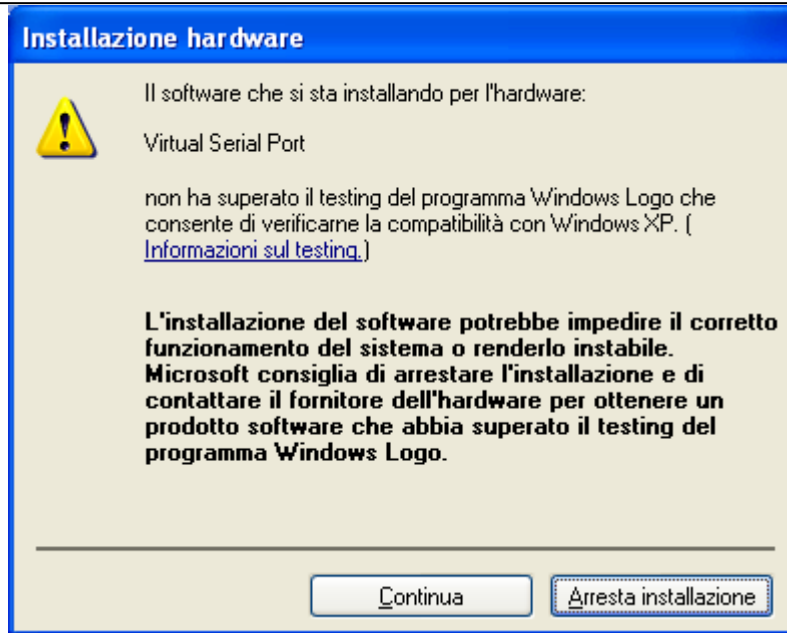 Installazione hardware
Il software che si sta installando per l'hardware:
Virtual Serial Port
non ha superato il testing del programma Windows Logo che
consente di verificarne la compatibilità con Windows XP. (
Informazioni sul testing.)
L'installazione del software potrebbe impedire il corretto
funzionamento del sistema o renderlo instabile.
Microsoft consiglia di arrestare l'installazione e di
contattare il fornitore dell'hardware per ottenere un
prodotto software che abbia superato il testing del
programma Windows Logo.
Continua
Arresta installazione